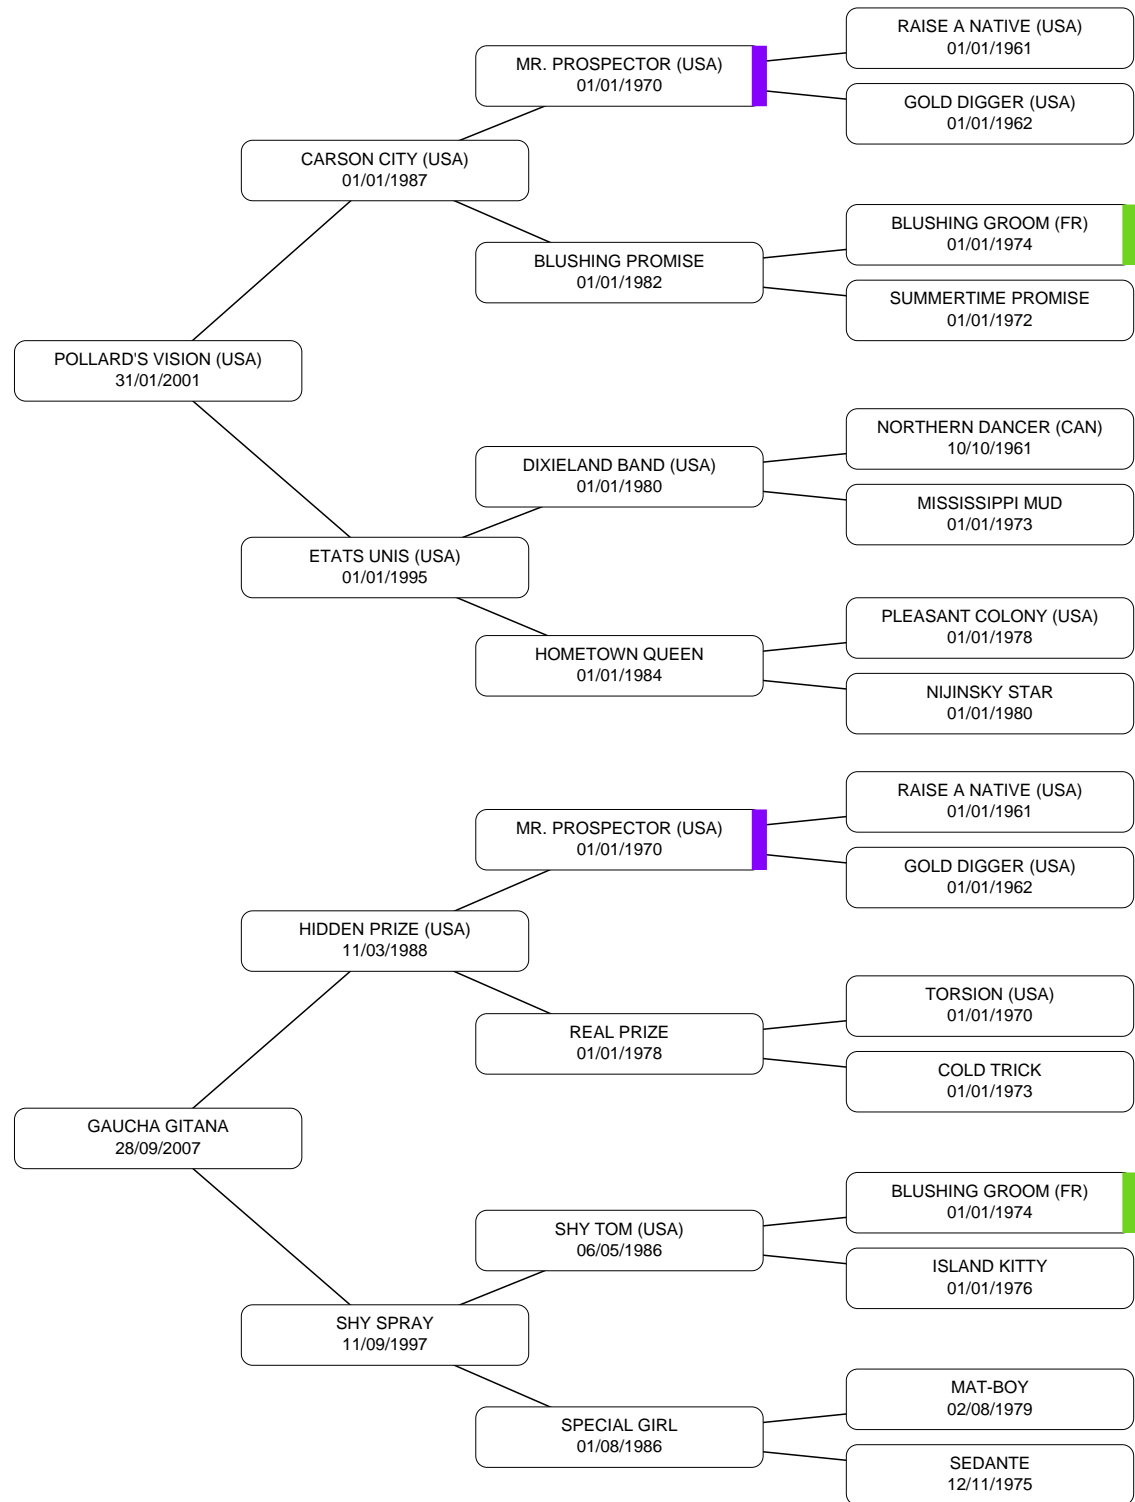 RAISE A NATIVE (USA)
01/01/1961
MR. PROSPECTOR (USA)
01/01/1970
GOLD DIGGER (USA)
01/01/1962
CARSON CITY (USA)
01/01/1987
BLUSHING GROOM (FR)
01/01/1974
BLUSHING PROMISE
01/01/1982
SUMMERTIME PROMISE
01/01/1972
POLLARD'S VISION (USA)
31/01/2001
NORTHERN DANCER (CAN)
10/10/1961
DIXIELAND BAND (USA)
01/01/1980
MISSISSIPPI MUD
01/01/1973
ETATS UNIS (USA)
01/01/1995
PLEASANT COLONY (USA)
01/01/1978
HOMETOWN QUEEN
01/01/1984
NIJINSKY STAR
01/01/1980
RAISE A NATIVE (USA)
01/01/1961
MR. PROSPECTOR (USA)
01/01/1970
GOLD DIGGER (USA)
01/01/1962
HIDDEN PRIZE (USA)
11/03/1988
TORSION (USA)
01/01/1970
REAL PRIZE
01/01/1978
COLD TRICK
01/01/1973
GAUCHA GITANA
28/09/2007
BLUSHING GROOM (FR)
01/01/1974
SHY TOM (USA)
06/05/1986
ISLAND KITTY
01/01/1976
SHY SPRAY
11/09/1997
MAT-BOY
02/08/1979
SPECIAL GIRL
01/08/1986
SEDANTE
12/11/1975